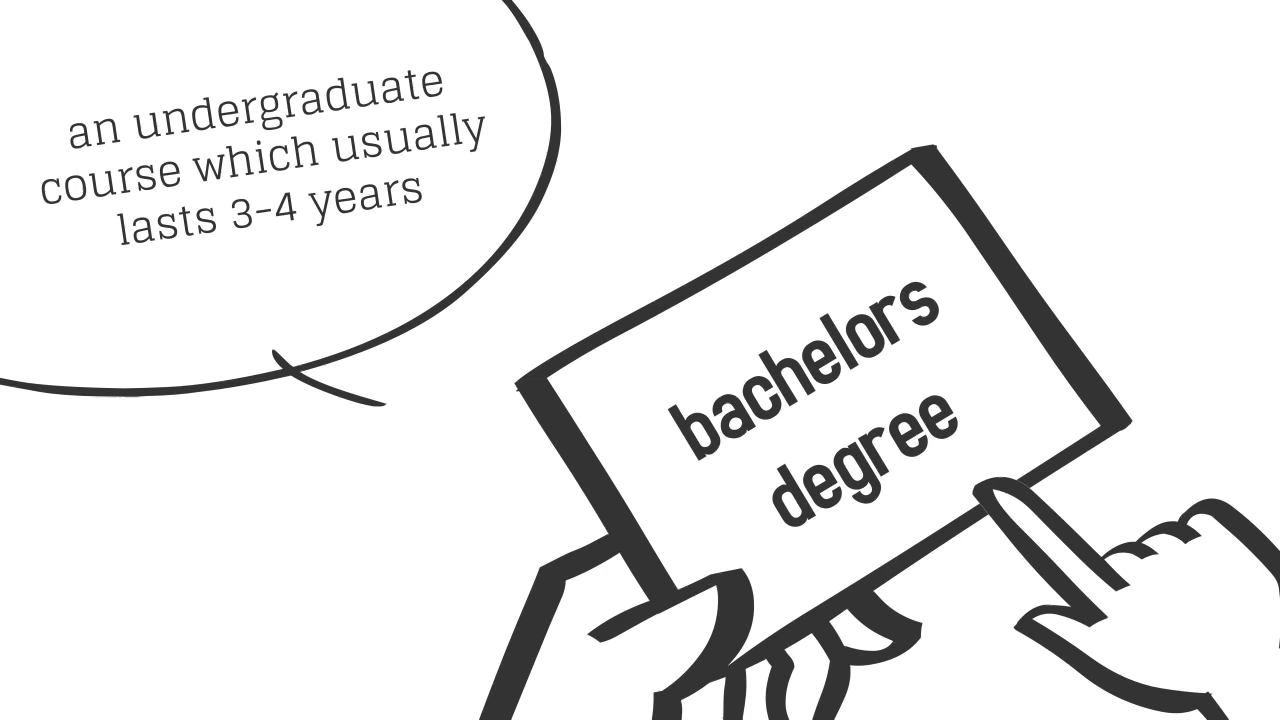 an undergraduate
course which usually
lasts 3-4 years
bachelors
degree